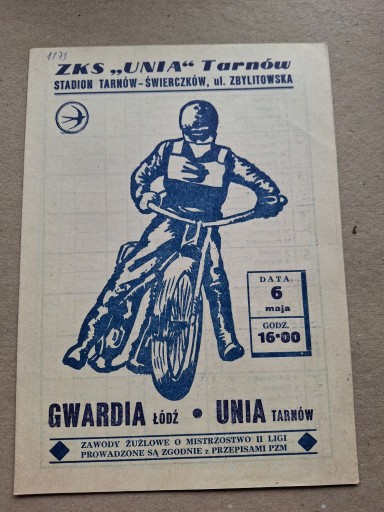 ZKS „UNIA" Tarnów
STADION TARNÓW-ŚWIERCZKÓW, ul. ZBYLITOWSKA
DATA
6
maja
GODZ.
16·00
GWARDIA ŁÓDŹ • UNIA TARNÓW
ZAWODY ŻUŻLOWE O MISTRZOSTWO II LIGI
PROWADZONE SĄ ZGODNIE z PRZEPISAMI PZM